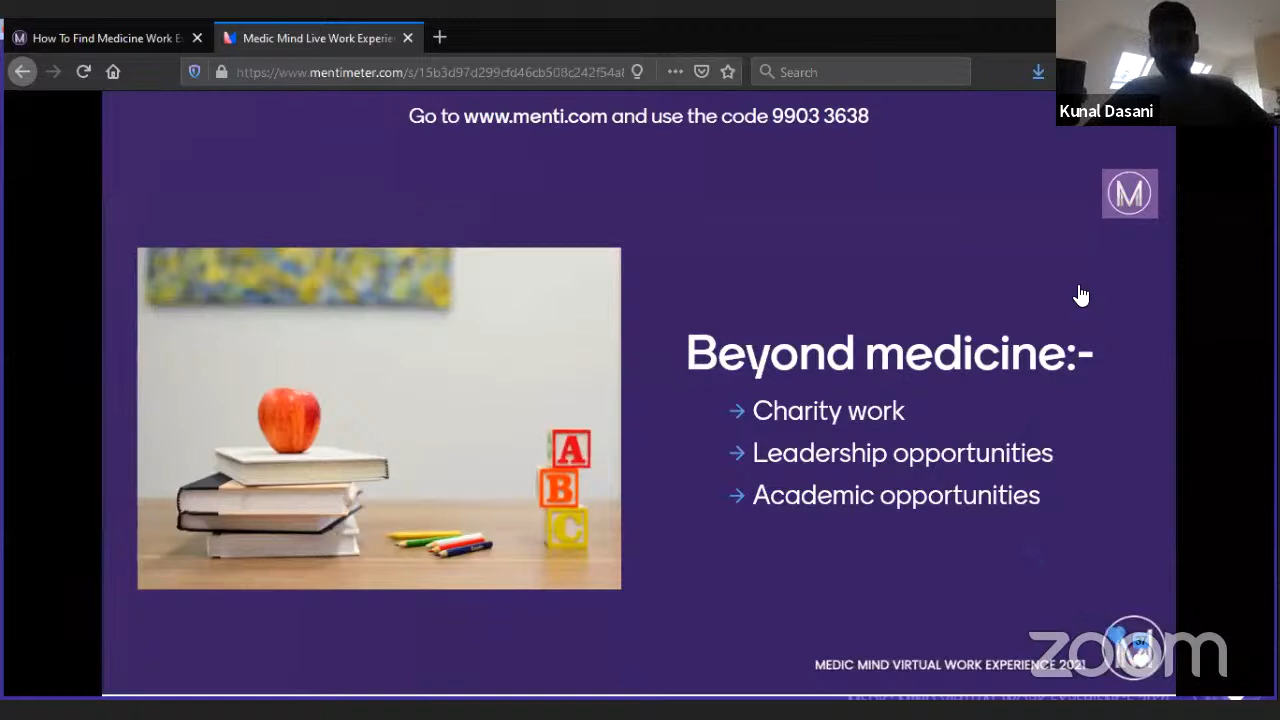 How To Find Medicine Work E
Medic Mind Live Work Experie
https://www.mentimeter.com/s/15b3d97d299cfd46cb508c242f54a8
Search
Kunal Dasani
Go to www.menti.com and use the code 9903 3638
M
A
B
C
Beyond medicine:-
→ Charity work
→ Leadership opportunities
→ Academic opportunities
37
MEDIC MIND VIRTUAL WORK EXPERIENCE 2021
zoom